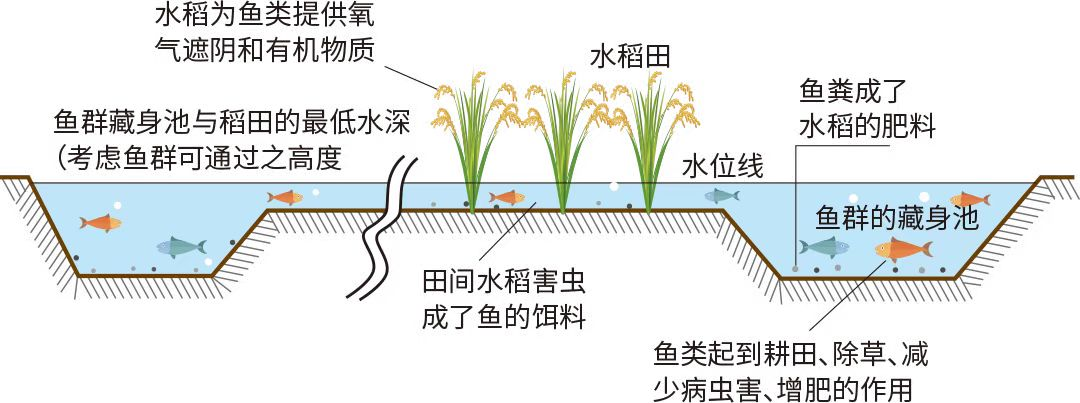 水稻为鱼类提供氧
气遮阴和有机物质
水稻田
鱼群藏身池与稻田的最低水深
（考虑鱼群可通过之高度
鱼粪成了
水稻的肥料
水位线
鱼群的藏身池
田间水稻害虫
成了鱼的饵料
鱼类起到耕田、除草、减
少病虫害、增肥的作用